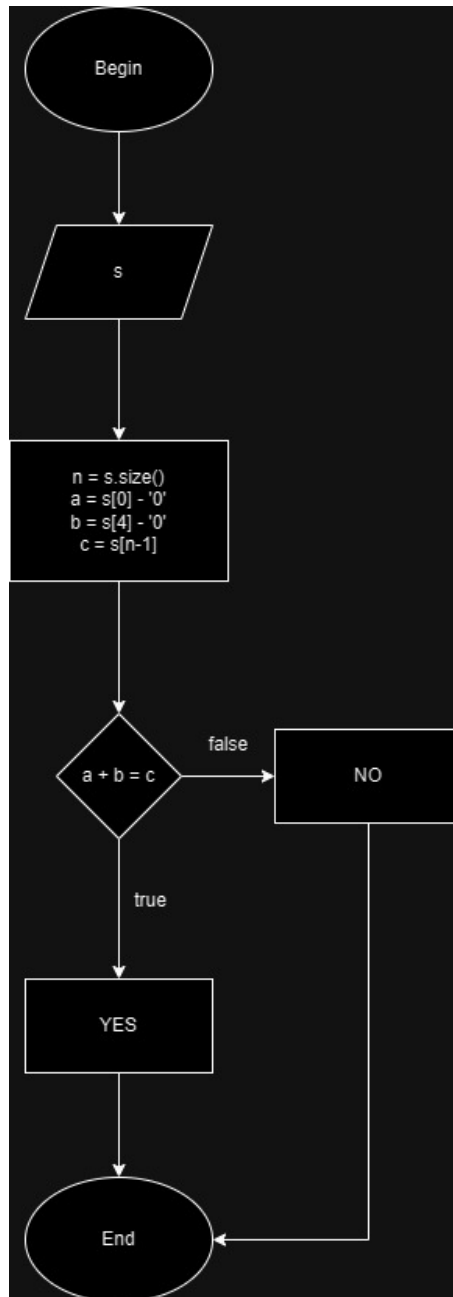 Begin
s
n = s.size()
a = s[0] - '0'
b = s[4] - '0'
c = s[n-1]
a + b = c
false
NO
true
YES
End